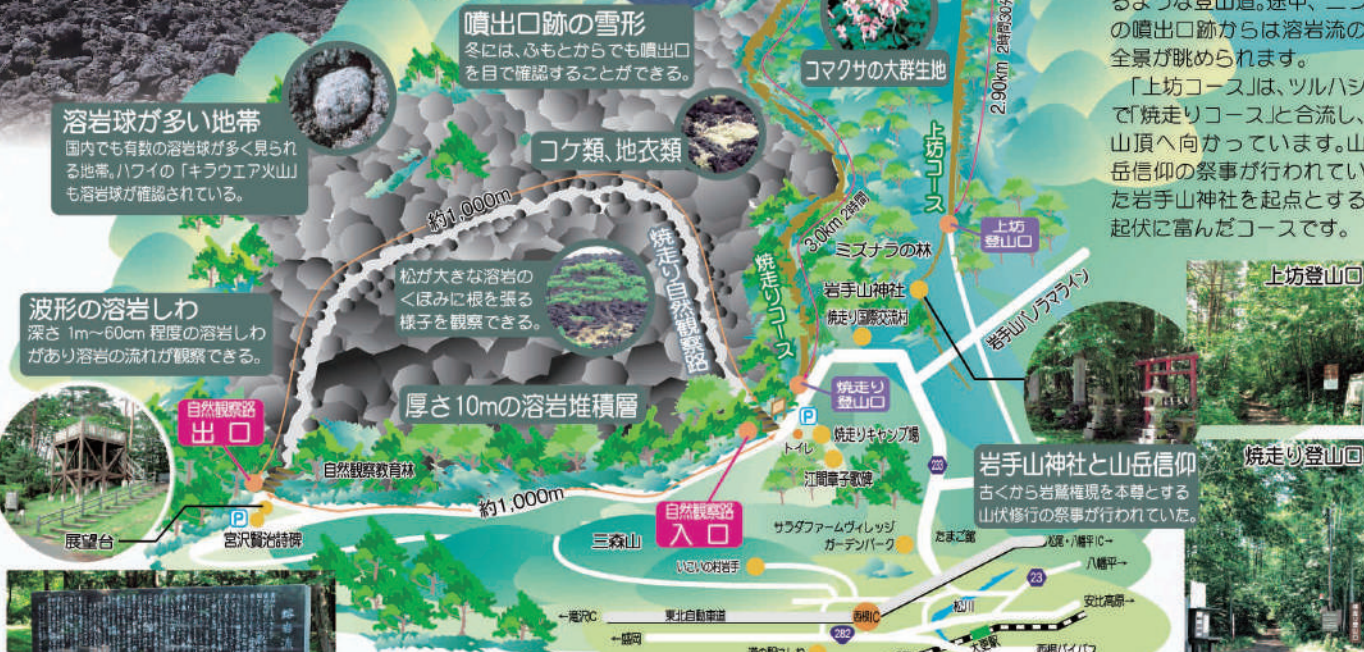 噴出口跡の雪形
冬には、ふもとからでも噴出口
を目で確認することができる。
コマクサの大群生地
2.90km 2時間30分
るような登山道。途中、二つ
の噴出口跡からは溶岩流の
全景が眺められます。
「上坊コース」は、ツルハシ
で「焼走りコース」と合流し、
山頂へ向かっています。山
岳信仰の祭事が行われてい
た岩手山神社を起点とする
起伏に富んだコースです。
溶岩球が多い地帯
国内でも有数の溶岩球が多く見られ
る地帯。ハワイの「キラウエア火山」
も溶岩球が確認されている。
コケ類、地衣類
約1,000m
焼走り自然観察路
松が大きな溶岩の
くぼみに根を張る
様子を観察できる。
3.0km 2時間
焼走りコース
上坊コース
上坊
登山口
ミズナラの林
岩手山神社
焼走り国際交流村
岩手山パノラマライン
上坊登山口
波形の溶岩しわ
深さ 1m～60cm 程度の溶岩しわ
があり溶岩の流れが観察できる。
厚さ10mの溶岩堆積層
焼走り
登山口
自然観察路
出口
自然観察教育林
P
トイレ
焼走りキャンプ場
江間章子歌碑
233
岩手山神社と山岳信仰
古くから岩鷲権現を本尊とする
山伏修行の祭事が行われていた。
焼走り登山口
約1,000m
自然観察路
入口
P
展望台
宮沢賢治詩碑
三森山
サラダファームヴィレッジ
ガーデンパーク
たまご館
松尾・八幡平IC→
いこいの村岩手
23
八幡平→
←滝沢IC
東北自動車道
西根IC
松川
安比高原→
←盛岡
282
大更駅
西根バイパス